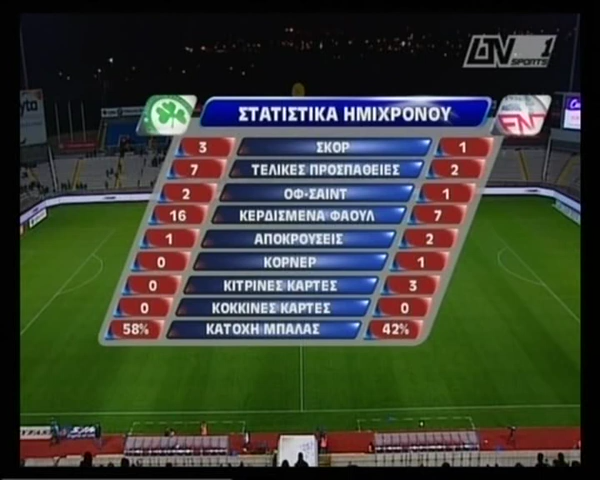 LTV 1
SPORTS
ΣΤΑΤΙΣΤΙΚΑ ΗΜΙΧΡΟΝΟΥ
3 ΣΚΟΡ 1
7 ΤΕΛΙΚΕΣ ΠΡΟΣΠΑΘΕΙΕΣ 2
2 ΟΦ-ΣΑΙΝΤ 1
16 ΚΕΡΔΙΣΜΕΝΑ ΦΑΟΥΛ 7
1 ΑΠΟΚΡΟΥΣΕΙΣ 2
0 ΚΟΡΝΕΡ 1
0 ΚΙΤΡΙΝΕΣ ΚΑΡΤΕΣ 3
0 ΚΟΚΚΙΝΕΣ ΚΑΡΤΕΣ 0
58% ΚΑΤΟΧΗ ΜΠΑΛΑΣ 42%